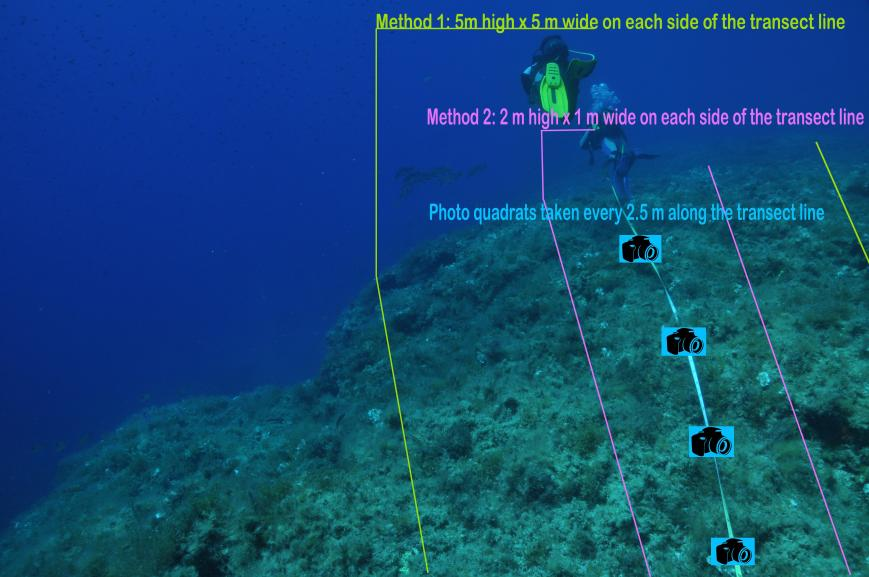 Method 1: 5m high x 5 m wide on each side of the transect line
Method 2: 2 m high x 1 m wide on each side of the transect line
Photo quadrats taken every 2.5 m along the transect line